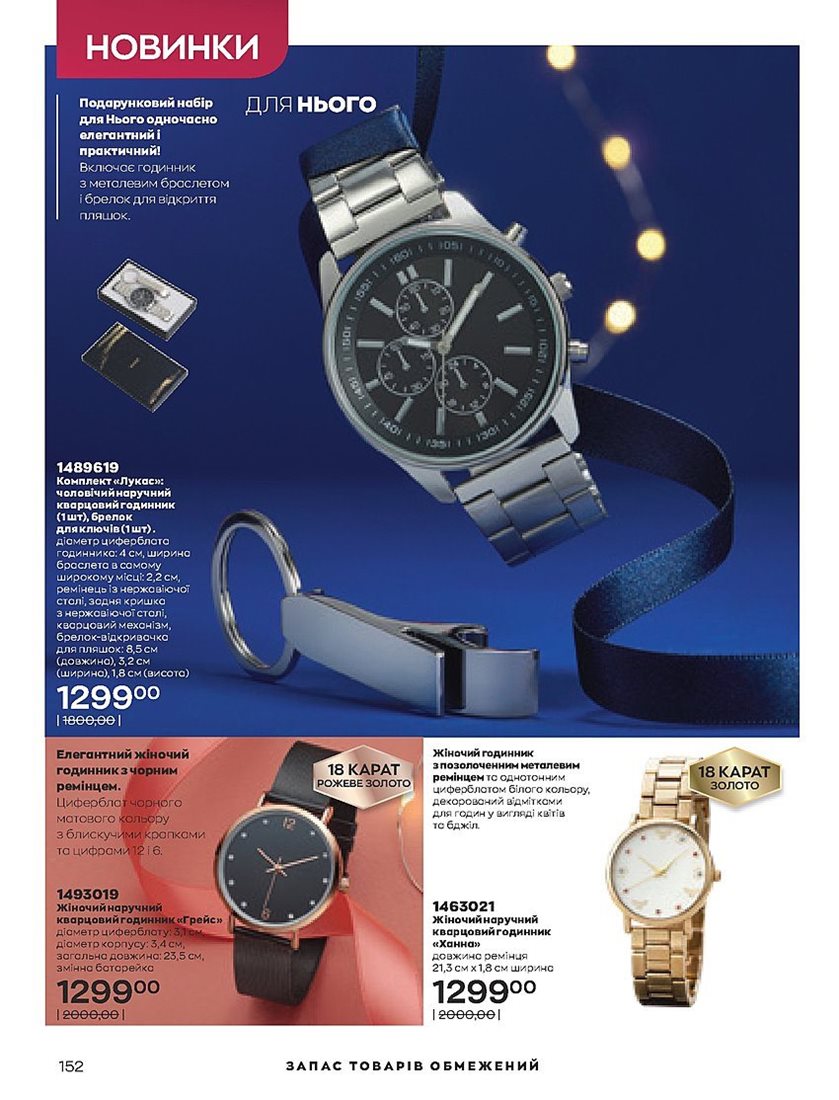 НОВИНКИ
Подарунковий набір
для Нього одночасно
елегантний і
практичний!
Включає годинник
з металевим браслетом
і брелок для відкриття
пляшок.
ДЛЯ НЬОГО
1489619
Комплект «Лукас»:
чоловічий наручний
кварцовий годинник
(1 шт), брелок
для ключів (1 шт).
діаметр циферблата
годинника: 4 см, ширина
браслета в самому
широкому місці: 2,2 см,
ремінець із нержавіючої
сталі, задня кришка
з нержавіючої сталі,
кварцовий механізм,
брелок-відкривачка
для пляшок: 8,5 см
(довжина), 3,2 см
(ширина), 1,8 см (висота)
129900
|1800,00|
Елегантний жіночий
годинник з чорним
ремінцем.
Циферблат чорного
матового кольору
з блискучими крапками
та цифрами 12 і 6.
18 КАРАТ
РОЖЕВЕ ЗОЛОТО
12
6
1493019
Жіночий наручний
кварцовий годинник «Грейс»
діаметр циферблату: 3,1 см,
діаметр корпусу: 3,4 см,
загальна довжина: 23,5 см,
змінна батарейка
129900
|2000,00|
Жіночий годинник
з позолоченним металевим
ремінцем та однотонним
циферблатом білого кольору,
декорований відмітками
для годин у вигляді квітів
та бджіл.
18 КАРАТ
ЗОЛОТО
1463021
Жіночий наручний
кварцовий годинник
«Ханна»
довжина ремінця
21,3 см x 1,8 см ширина
129900
|2000,00|
152
ЗАПАС ТОВАРІВ ОБМЕЖЕНИЙ